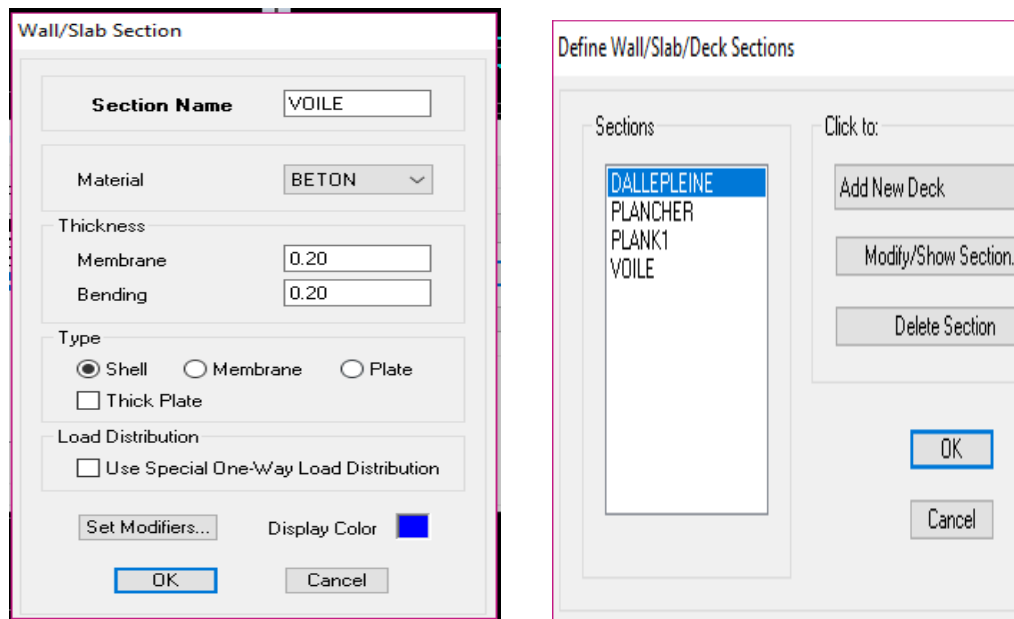 Wall/Slab Section
Section Name VOILE
Material BETON
Thickness
Membrane 0.20
Bending 0.20
Type
Shell Membrane Plate
Thick Plate
Load Distribution
Use Special One-Way Load Distribution
Set Modifiers... Display Color
OK Cancel
Define Wall/Slab/Deck Sections
Sections
DALLEPLEINE
PLANCHER
PLANK1
VOILE
Click to:
Add New Deck
Modify/Show Section.
Delete Section
OK
Cancel